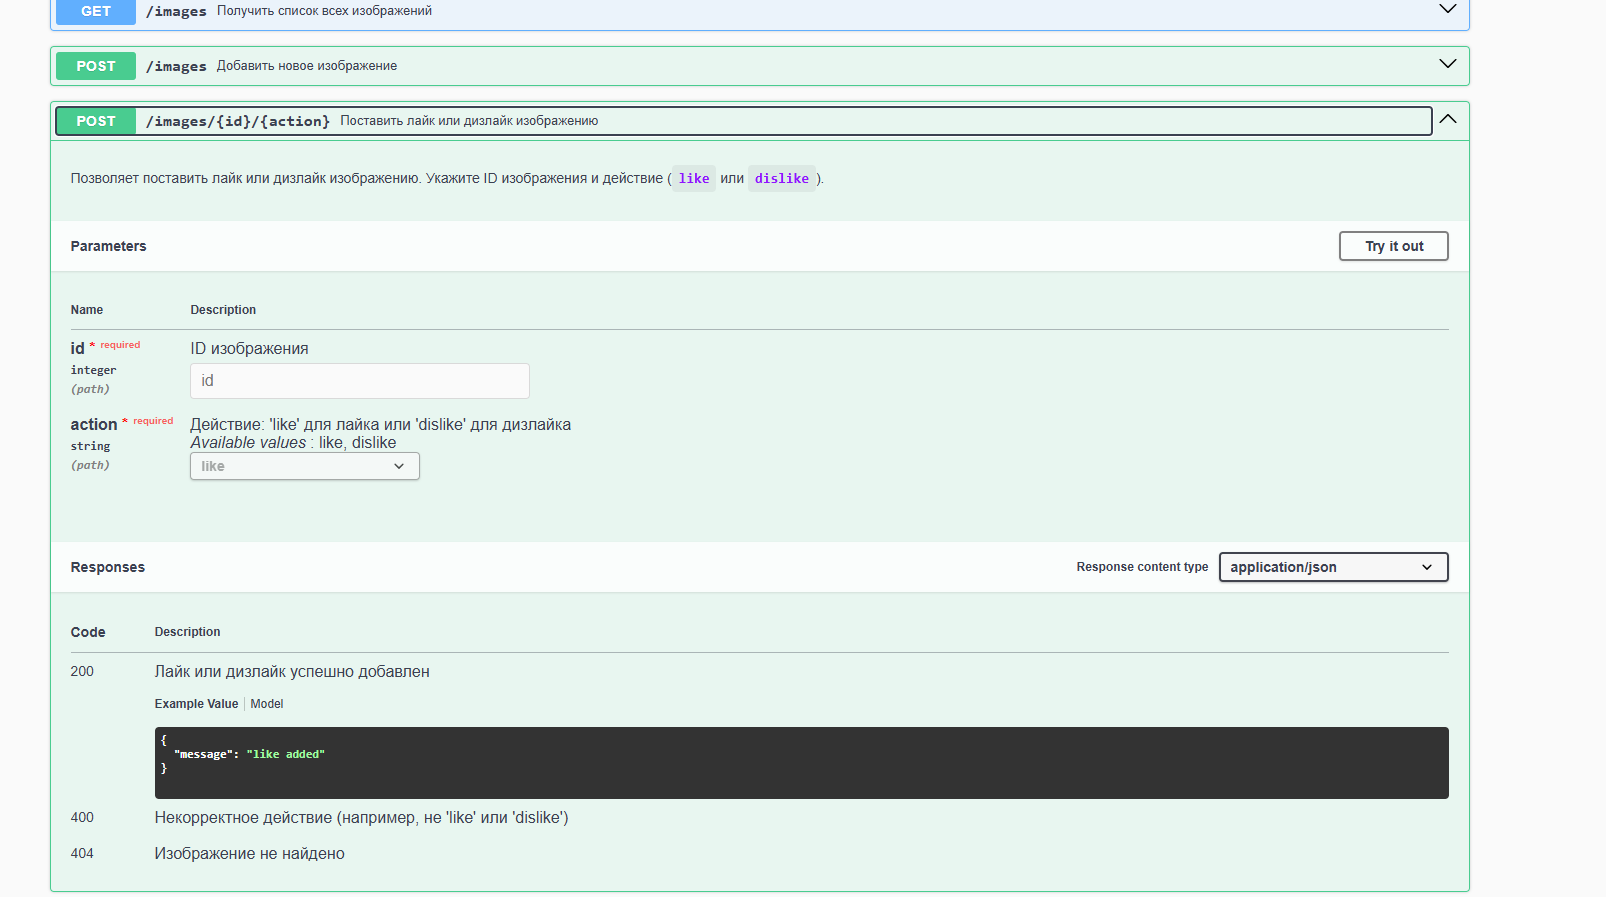 GET /images Получить список всех изображений
POST /images Добавить новое изображение
POST /images/{id}/{action} Поставить лайк или дизлайк изображению
Позволяет поставить лайк или дизлайк изображению. Укажите ID изображения и действие ( like или dislike ).
Parameters Try it out
Name Description
id * required ID изображения
integer
(path) id
action * required Действие: 'like' для лайка или 'dislike' для дизлайка
string Available values : like, dislike
(path) like
Responses Response content type application/json
Code Description
200 Лайк или дизлайк успешно добавлен
Example Value Model
{
"message": "like added"
}
400 Некорректное действие (например, не 'like' или 'dislike')
404 Изображение не найдено